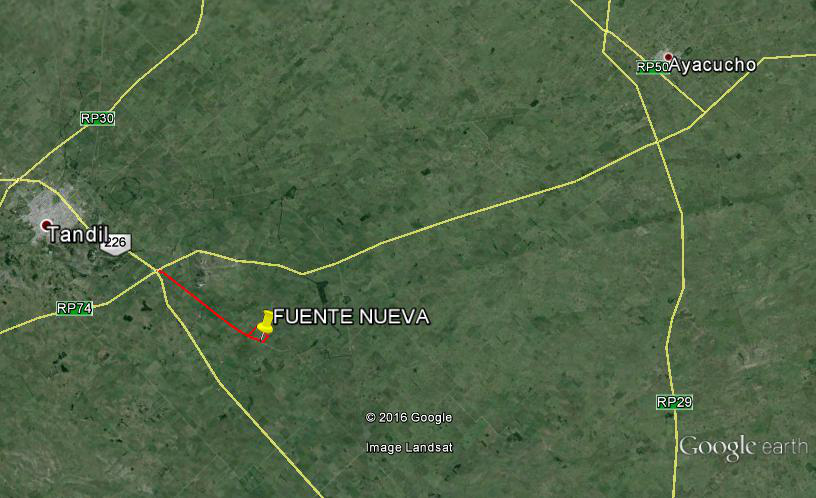 RP50
Ayacucho
RP30
Tandil
226
RP74
FUENTE NUEVA
RP29
© 2016 Google
Image Landsat
Google earth